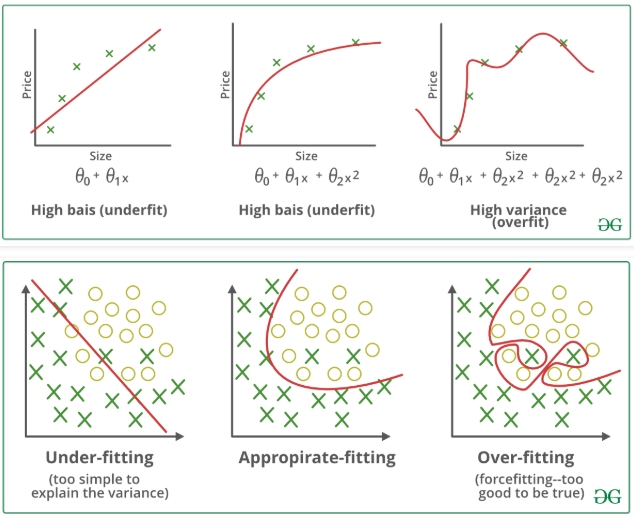 Price
Size
θ0 + θ1x
High bais (underfit)
Price
Size
θ0 + θ1x + θ2x2
High bais (underfit)
Price
Size
θ0 + θ1x + θ2x2 + θ2x2 + θ2x2
High variance
(overfit)
Under-fitting
(too simple to
explain the variance)
Appropirate-fitting
Over-fitting
(forcefitting--too
good to be true)